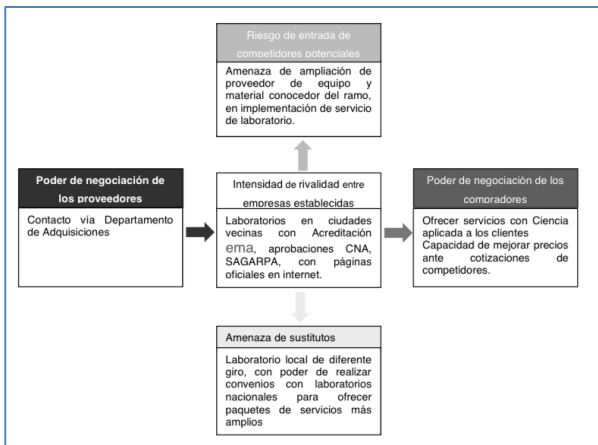 Riesgo de entrada de
competidores potenciales
Amenaza de ampliación de
proveedor de equipo y
material conocedor del ramo,
en implementación de servicio
de laboratorio.
Poder de negociación de
los proveedores
Contacto vía Departamento
de Adquisiciones
Intensidad de rivalidad entre
empresas establecidas
Laboratorios en ciudades
vecinas con Acreditación
ema, aprobaciones CNA,
SAGARPA, con páginas
oficiales en internet.
Poder de negociación de los
compradores
Ofrecer servicios con Ciencia
aplicada a los clientes
Capacidad de mejorar precios
ante cotizaciones de
competidores.
Amenaza de sustitutos
Laboratorio local de diferente
giro, con poder de realizar
convenios con laboratorios
nacionales para ofrecer
paquetes de servicios más
amplios